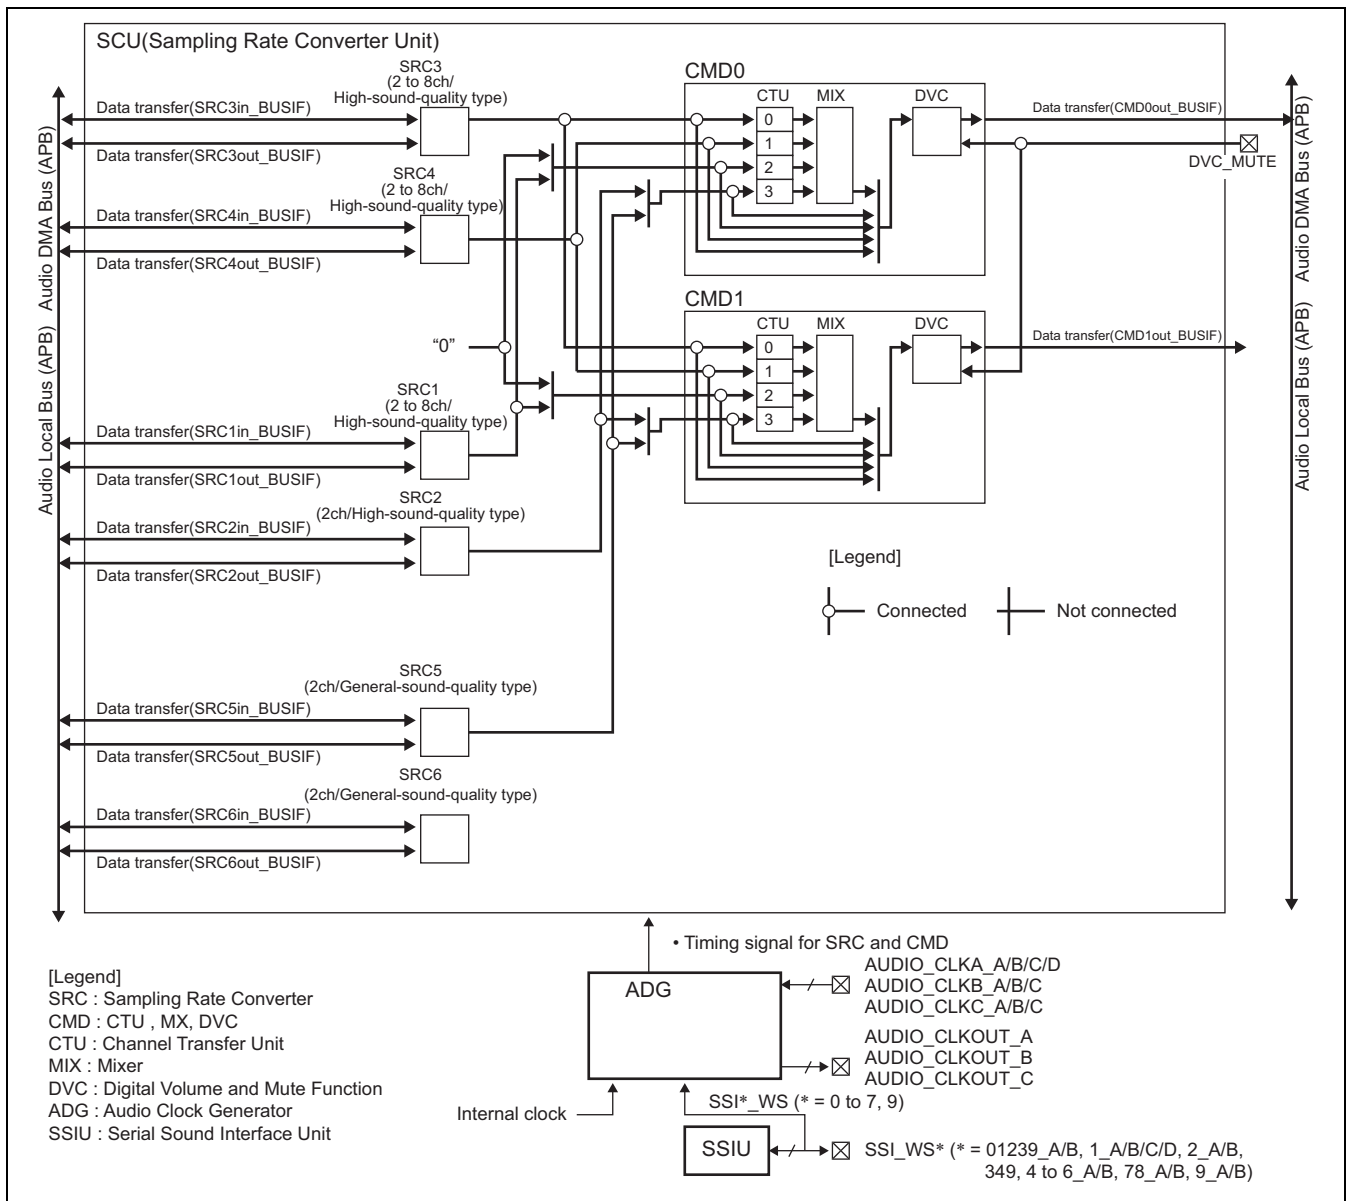 SCU(Sampling Rate Converter Unit)
SRC3
(2 to 8ch/
High-sound-quality type)
Data transfer(SRC3in_BUSIF)
Data transfer(SRC3out_BUSIF)
SRC4
(2 to 8ch/
High-sound-quality type)
Data transfer(SRC4in_BUSIF)
Data transfer(SRC4out_BUSIF)
"0"
SRC1
(2 to 8ch/
High-sound-quality type)
Data transfer(SRC1in_BUSIF)
Data transfer(SRC1out_BUSIF)
SRC2
(2ch/High-sound-quality type)
Data transfer(SRC2in_BUSIF)
Data transfer(SRC2out_BUSIF)
SRC5
(2ch/General-sound-quality type)
Data transfer(SRC5in_BUSIF)
Data transfer(SRC5out_BUSIF)
SRC6
(2ch/General-sound-quality type)
Data transfer(SRC6in_BUSIF)
Data transfer(SRC6out_BUSIF)
Audio DMA Bus (APB)
Audio Local Bus (APB)
CMD0
CTU
MIX
DVC
0
1
2
3
Data transfer(CMD0out_BUSIF)
DVC_MUTE
CMD1
CTU
MIX
DVC
0
1
2
3
Data transfer(CMD1out_BUSIF)
Audio DMA Bus (APB)
Audio Local Bus (APB)
[Legend]
Connected
Not connected
• Timing signal for SRC and CMD
ADG
AUDIO_CLKA_A/B/C/D
AUDIO_CLKB_A/B/C
AUDIO_CLKC_A/B/C
AUDIO_CLKOUT_A
AUDIO_CLKOUT_B
AUDIO_CLKOUT_C
Internal clock
SSI*_WS (* = 0 to 7, 9)
SSIU
SSI_WS* (* = 01239_A/B, 1_A/B/C/D, 2_A/B,
349, 4 to 6_A/B, 78_A/B, 9_A/B)
[Legend]
SRC : Sampling Rate Converter
CMD : CTU , MX, DVC
CTU : Channel Transfer Unit
MIX : Mixer
DVC : Digital Volume and Mute Function
ADG : Audio Clock Generator
SSIU : Serial Sound Interface Unit